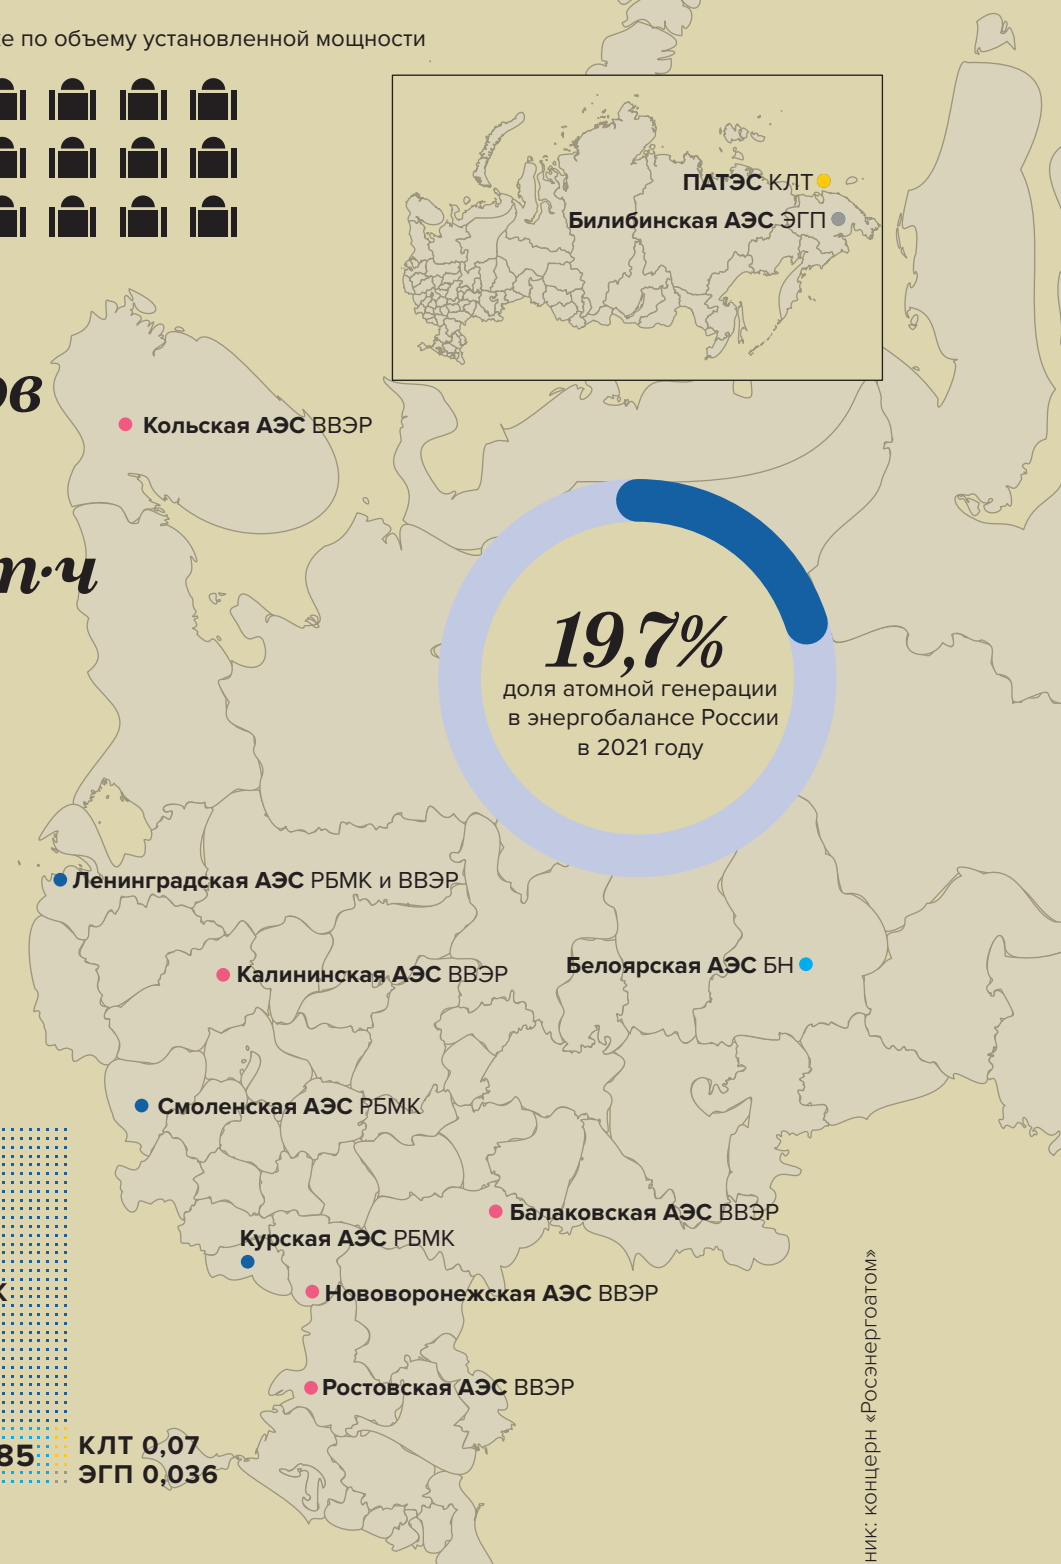 е по объему установленной мощности
ПАТЭС КЛТ
Билибинская АЭС ЭГП
ов
Кольская АЭС ВВЭР
т·ч
19,7%
доля атомной генерации
в энергобалансе России
в 2021 году
Ленинградская АЭС РБМК и ВВЭР
Калининская АЭС ВВЭР
Белоярская АЭС БН
Смоленская АЭС РБМК
Балаковская АЭС ВВЭР
Курская АЭС РБМК
К
Нововоронежская АЭС ВВЭР
Ростовская АЭС ВВЭР
85
КЛТ 0,07
ЭГП 0,036
ник: концерн «Росэнергоатом»